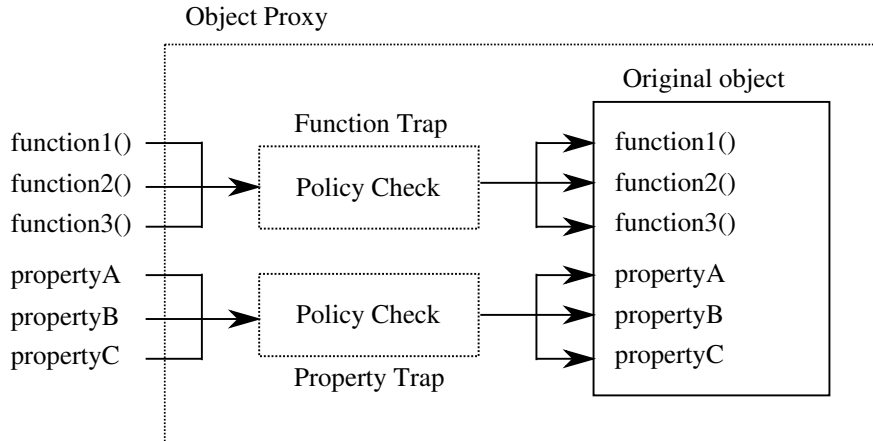 Object Proxy
Original object
Function Trap
function1()
function2()
function3()
Policy Check
function1()
function2()
function3()
propertyA
propertyB
propertyC
Policy Check
Property Trap
propertyA
propertyB
propertyC